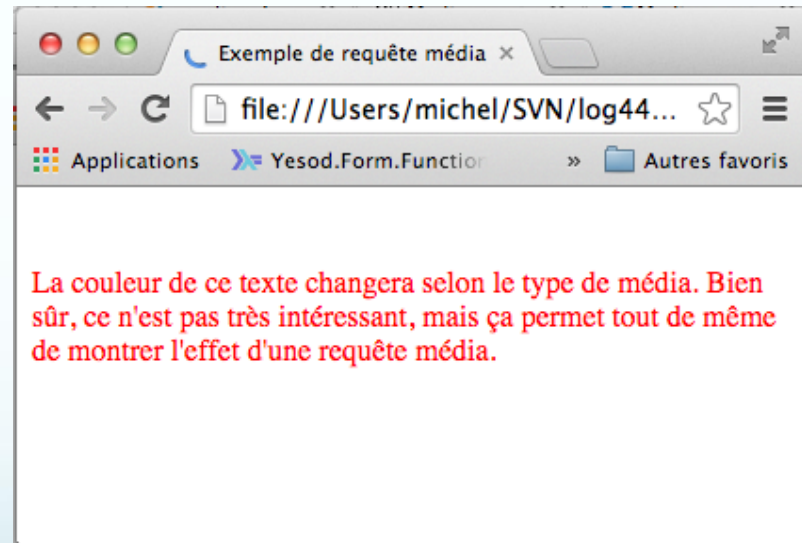 Exemple de requête média
file:///Users/michel/SVN/log44...
Applications Yesod.Form.Function » Autres favoris
La couleur de ce texte changera selon le type de média. Bien
sûr, ce n'est pas très intéressant, mais ça permet tout de même
de montrer l'effet d'une requête média.